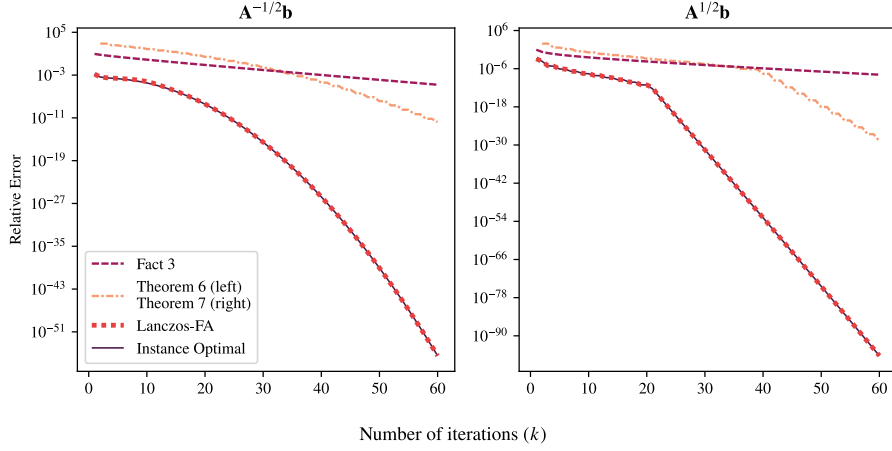 A^{-1/2}b
A^{1/2}b
10^5
10^{-3}
10^{-11}
10^{-19}
10^{-27}
10^{-35}
10^{-43}
10^{-51}
Relative Error
Fact 3
Theorem 6 (left)
Theorem 7 (right)
Lanczos-FA
Instance Optimal
0 10 20 30 40 50 60
10^6
10^{-6}
10^{-18}
10^{-30}
10^{-42}
10^{-54}
10^{-66}
10^{-78}
10^{-90}
0 10 20 30 40 50 60
Number of iterations (k)